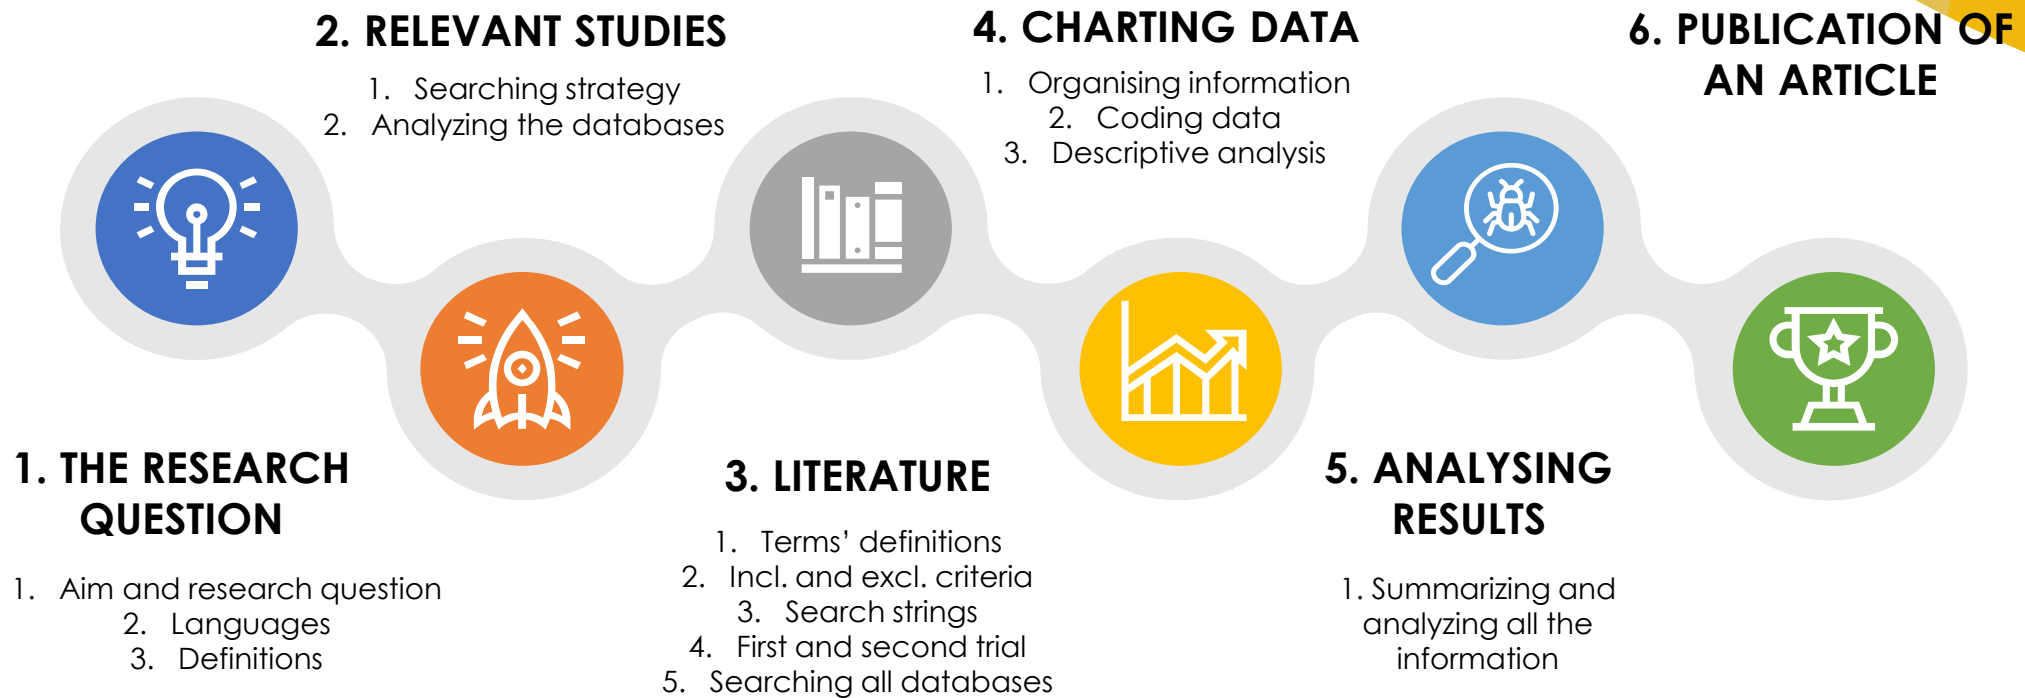 1. THE RESEARCH
QUESTION
1. Aim and research question
2. Languages
3. Definitions
2. RELEVANT STUDIES
1. Searching strategy
2. Analyzing the databases
3. LITERATURE
1. Terms’ definitions
2. Incl. and excl. criteria
3. Search strings
4. First and second trial
5. Searching all databases
4. CHARTING DATA
1. Organising information
2. Coding data
3. Descriptive analysis
5. ANALYSING
RESULTS
1. Summarizing and
analyzing all the
information
6. PUBLICATION OF
AN ARTICLE